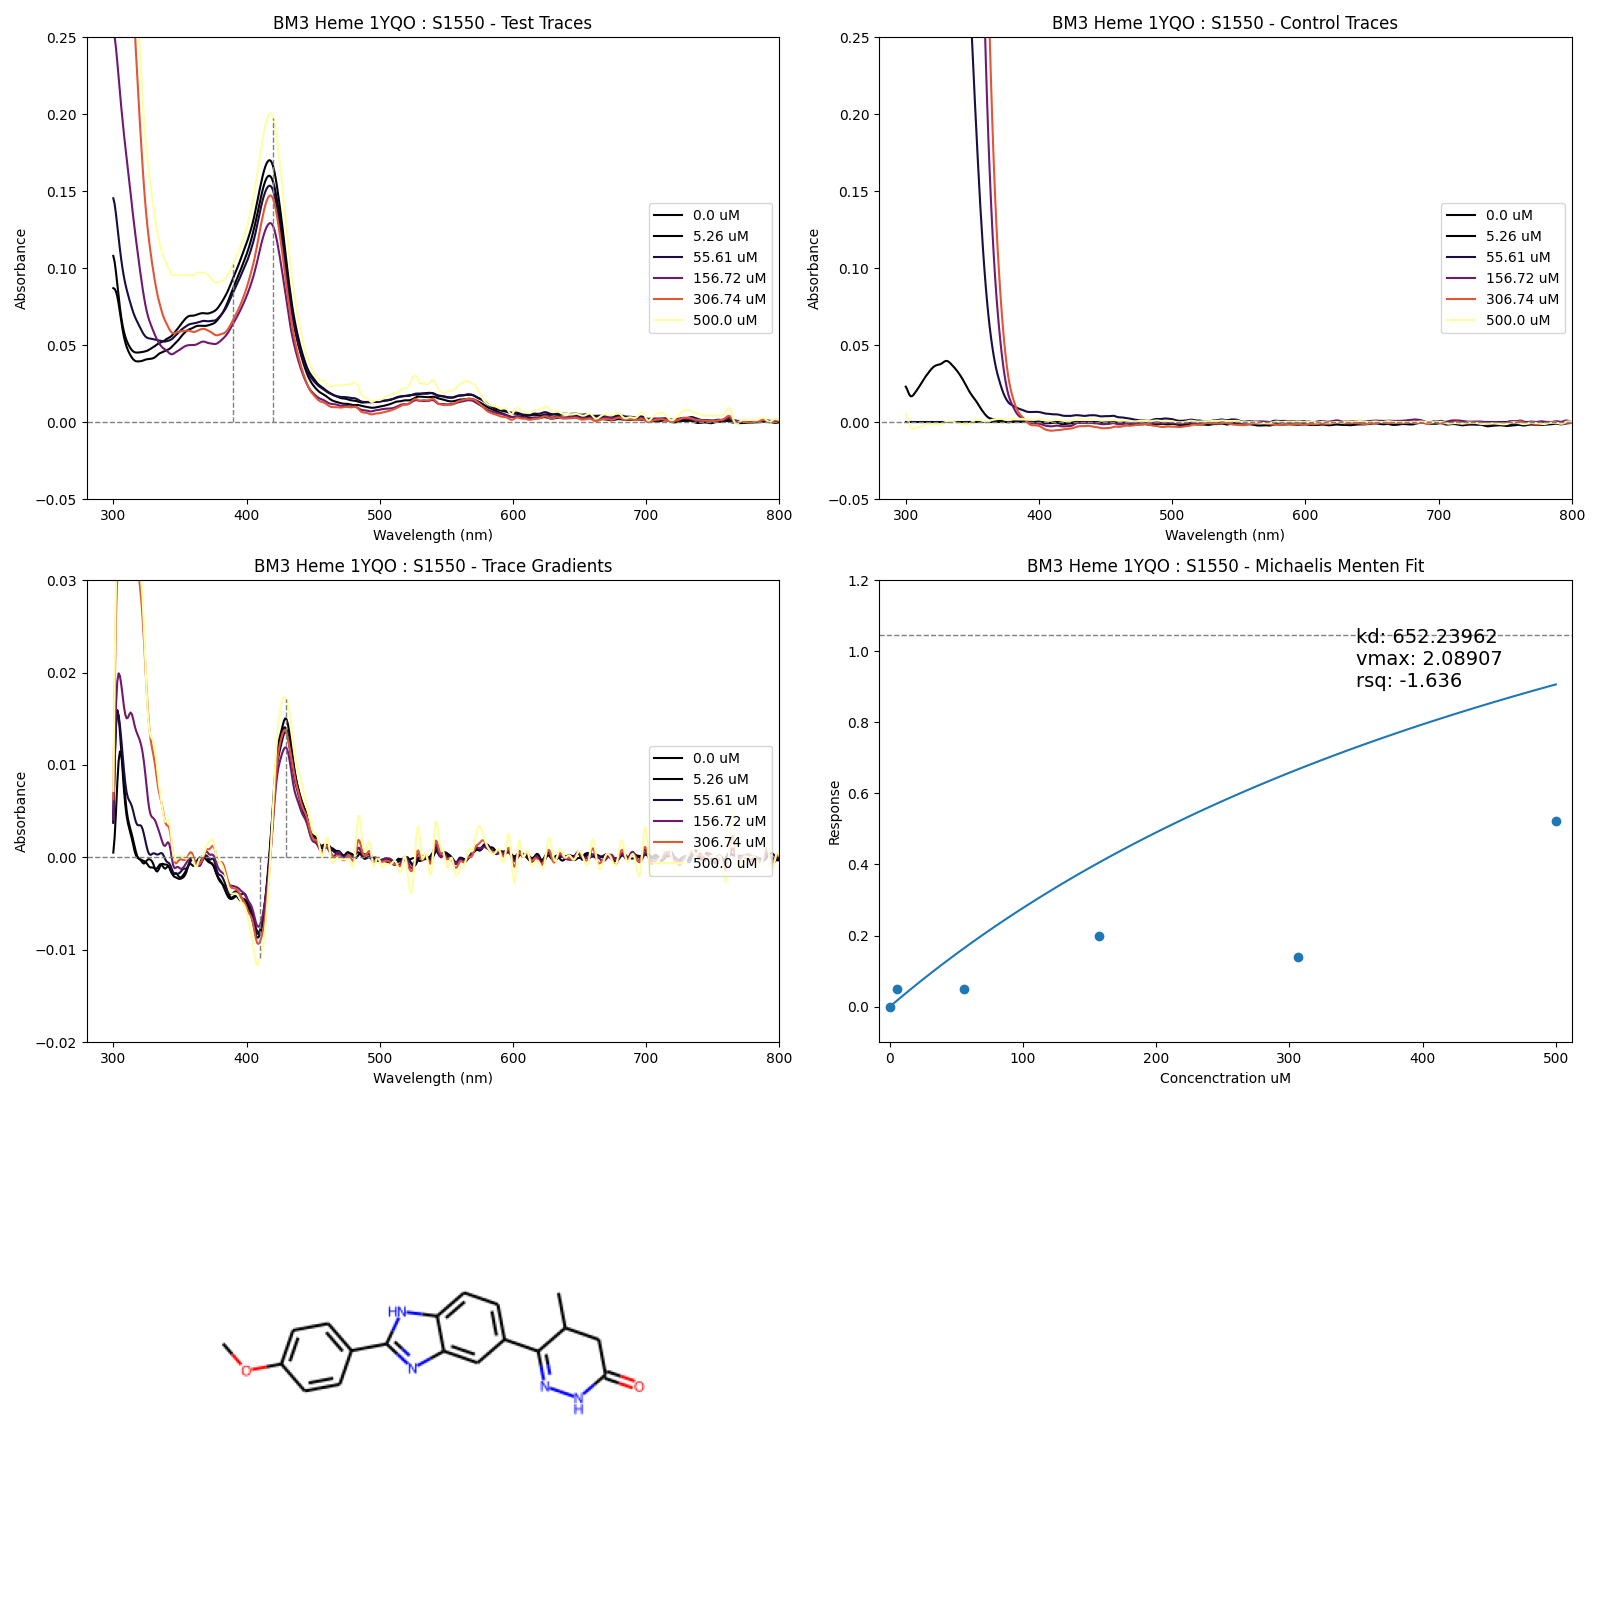 BM3 Heme 1YQO : S1550 - Test Traces
0.25
0.20
0.15
0.10
0.05
0.00
−0.05
Absorbance
300
400
500
600
700
800
Wavelength (nm)
0.0 uM
5.26 uM
55.61 uM
156.72 uM
306.74 uM
500.0 uM
BM3 Heme 1YQO : S1550 - Control Traces
0.25
0.20
0.15
0.10
0.05
0.00
−0.05
Absorbance
300
400
500
600
700
800
Wavelength (nm)
0.0 uM
5.26 uM
55.61 uM
156.72 uM
306.74 uM
500.0 uM
BM3 Heme 1YQO : S1550 - Trace Gradients
0.03
0.02
0.01
0.00
−0.01
−0.02
Absorbance
300
400
500
600
700
800
Wavelength (nm)
0.0 uM
5.26 uM
55.61 uM
156.72 uM
306.74 uM
500.0 uM
BM3 Heme 1YQO : S1550 - Michaelis Menten Fit
1.2
1.0
0.8
0.6
0.4
0.2
0.0
Response
kd: 652.23962
vmax: 2.08907
rsq: -1.636
0
100
200
300
400
500
Concenctration uM
HN
N
O
N
N
H
O